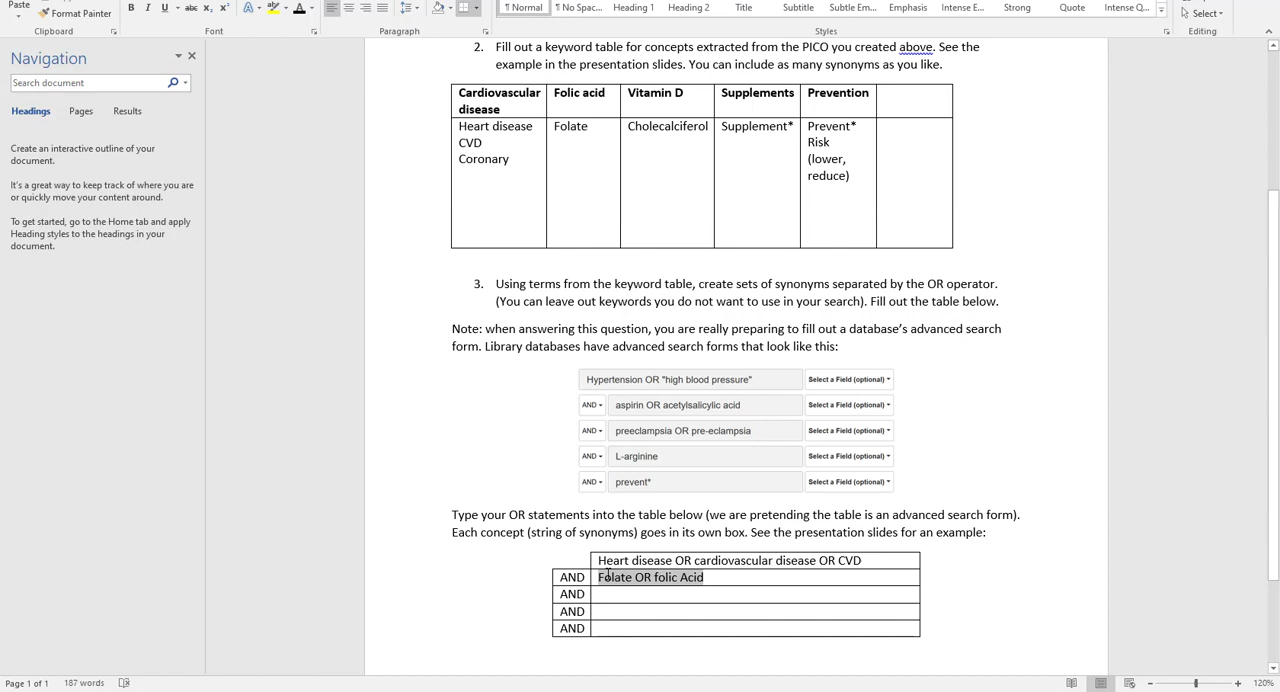 Paste
Format Painter
B I U abc x₂ x² A ab A
¶ Normal ¶ No Spac... Heading 1 Heading 2 Title Subtitle Subtle Em... Emphasis Intense E... Strong Quote Intense Q...
Select
Clipboard Font Paragraph Styles Editing
Navigation
Search document
Headings Pages Results
Create an interactive outline of your
document.
It's a great way to keep track of where you are
or quickly move your content around.
To get started, go to the Home tab and apply
Heading styles to the headings in your
document.
2. Fill out a keyword table for concepts extracted from the PICO you created above. See the
example in the presentation slides. You can include as many synonyms as you like.
Cardiovascular Folic acid Vitamin D Supplements Prevention
disease
Heart disease Folate Cholecalciferol Supplement* Prevent*
CVD Risk
Coronary (lower,
reduce)
3. Using terms from the keyword table, create sets of synonyms separated by the OR operator.
(You can leave out keywords you do not want to use in your search). Fill out the table below.
Note: when answering this question, you are really preparing to fill out a database's advanced search
form. Library databases have advanced search forms that look like this:
Hypertension OR "high blood pressure" Select a Field (optional)
AND aspirin OR acetylsalicylic acid Select a Field (optional)
AND preeclampsia OR pre-eclampsia Select a Field (optional)
AND L-arginine Select a Field (optional)
AND prevent* Select a Field (optional)
Type your OR statements into the table below (we are pretending the table is an advanced search form).
Each concept (string of synonyms) goes in its own box. See the presentation slides for an example:
Heart disease OR cardiovascular disease OR CVD
AND Folate OR folic Acid
AND
AND
AND
Page 1 of 1 187 words 120%